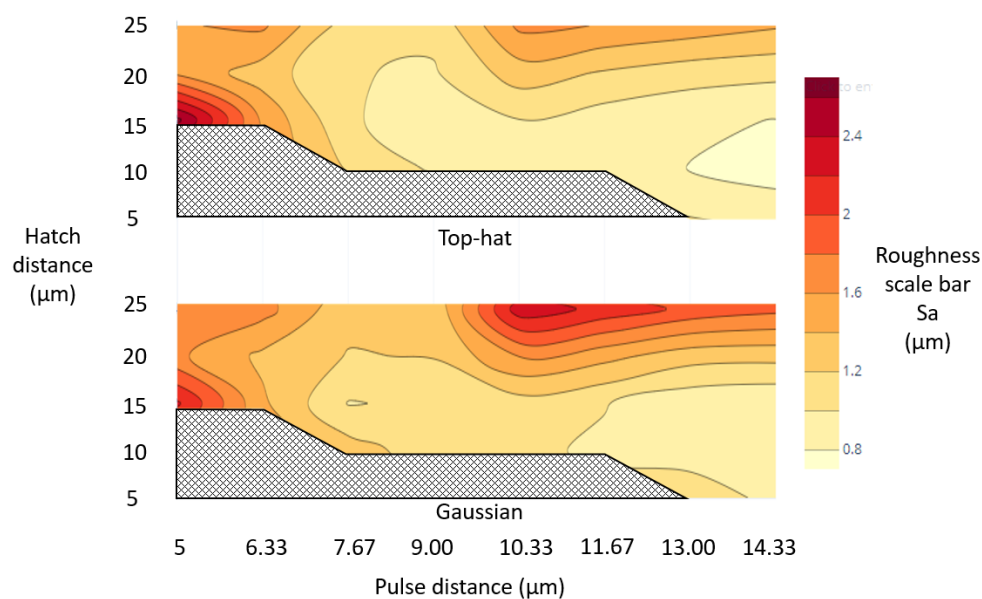 25
20
15
10
5
Top-hat
Hatch
distance
(µm)
25
20
15
10
5
Gaussian
5 6.33 7.67 9.00 10.33 11.67 13.00 14.33
Pulse distance (µm)
co en
2.4
2
1.6
1.2
0.8
Roughness
scale bar
Sa
(µm)